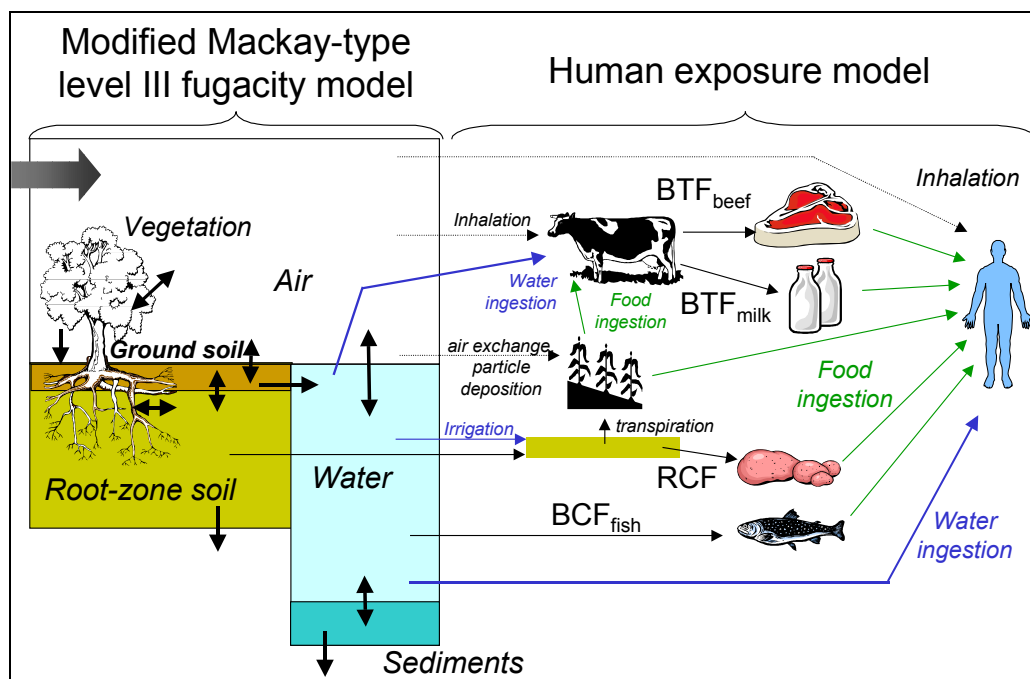 Modified Mackay-type
level III fugacity model
Human exposure model
Vegetation
Air
Ground soil
Root-zone soil
Water
Sediments
Inhalation
Water
ingestion
Food
ingestion
air exchange
particle
deposition
Irrigation
transpiration
BTFbeef
BTFmilk
RCF
BCFfish
Inhalation
Food
ingestion
Water
ingestion